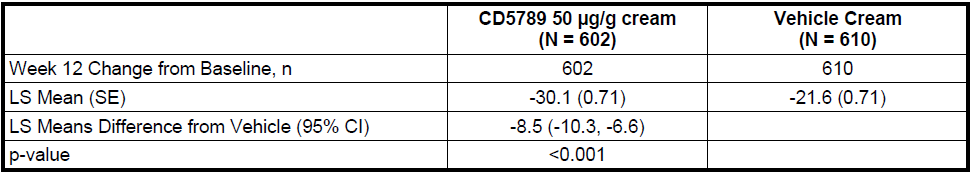 CD5789 50 µg/g cream Vehicle Cream
(N = 602) (N = 610)
Week 12 Change from Baseline, n 602 610
LS Mean (SE) -30.1 (0.71) -21.6 (0.71)
LS Means Difference from Vehicle (95% CI) -8.5 (-10.3, -6.6)
p-value <0.001